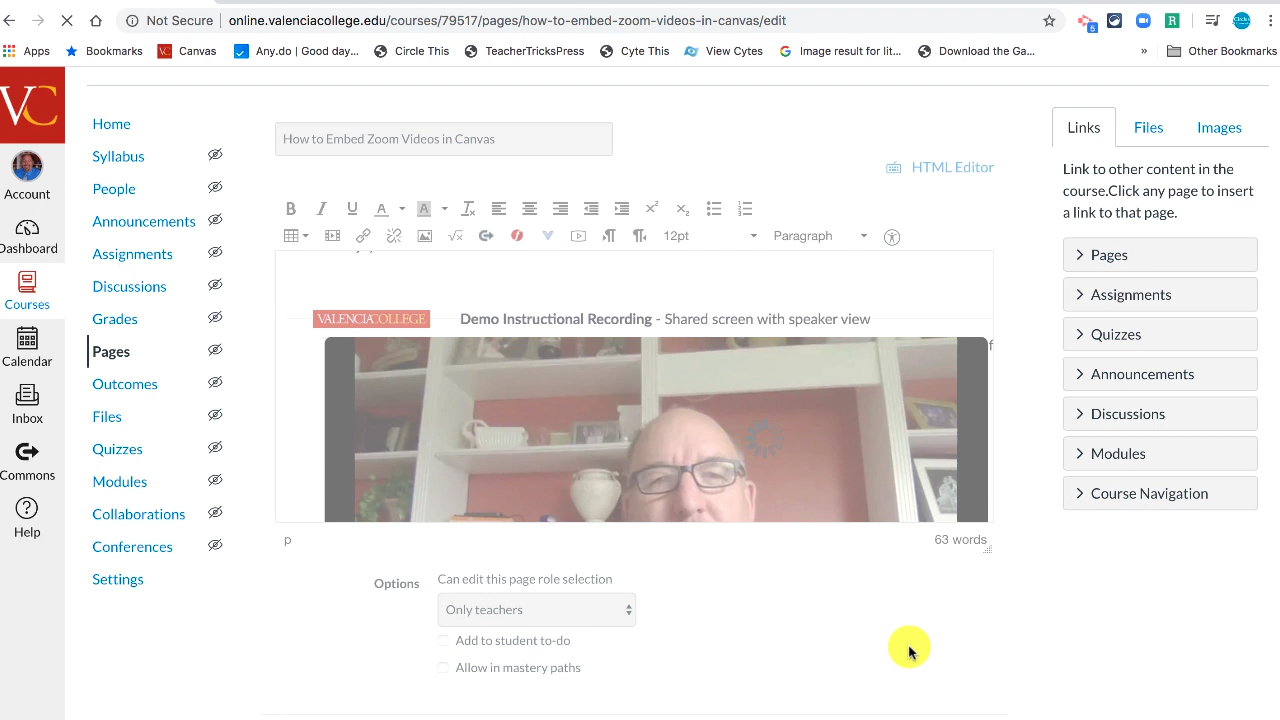 Not Secure | online.valenciacollege.edu/courses/79517/pages/how-to-embed-zoom-videos-in-canvas/edit
5
R
Apps Bookmarks VC Canvas Any.do | Good day... Circle This TeacherTricksPress Cyte This View Cytes G Image result for lit... Download the Ga... » Other Bookmarks
VC
Account
Dashboard
Courses
Calendar
Inbox
Commons
Help
Home
Syllabus
People
Announcements
Assignments
Discussions
Grades
Pages
Outcomes
Files
Quizzes
Modules
Collaborations
Conferences
Settings
How to Embed Zoom Videos in Canvas
HTML Editor
12pt Paragraph
VALENCIACOLLEGE Demo Instructional Recording - Shared screen with speaker view
f
p 63 words
Options
Can edit this page role selection
Only teachers
Add to student to-do
Allow in mastery paths
Links Files Images
Link to other content in the
course.Click any page to insert
a link to that page.
Pages
Assignments
Quizzes
Announcements
Discussions
Modules
Course Navigation